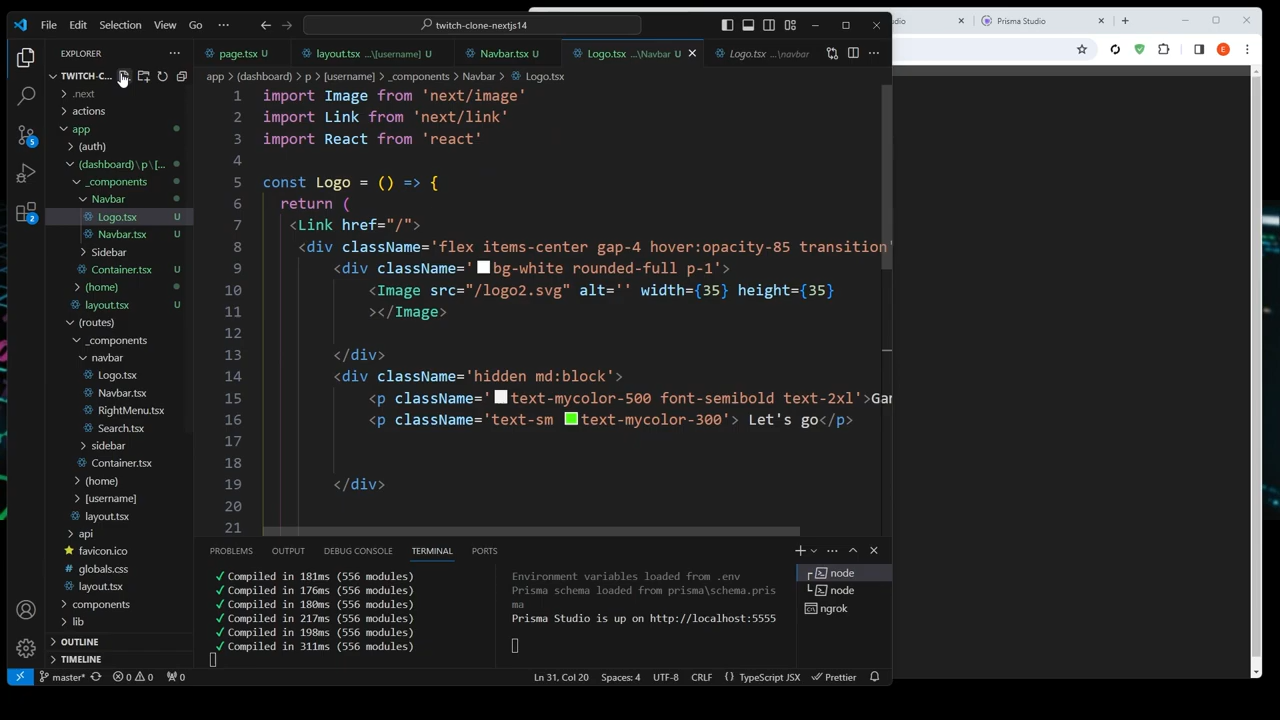 File Edit Selection View Go ··· twitch-clone-nextjs14
ado Prisma Studio
EXPLORER ···
page.tsx U layout.tsx ...\[username] U Navbar.tsx U Logo.tsx ...\Navbar U Logo.tsx ...\navbar ···
TWITCH-C...
app > (dashboard) > p > [username] > _components > Navbar > Logo.tsx
E
.next
actions
app
(auth)
(dashboard) \ p \ [...
_components
Navbar
Logo.tsx U
Navbar.tsx U
Sidebar
Container.tsx U
(home)
layout.tsx U
(routes)
_components
navbar
Logo.tsx
Navbar.tsx
RightMenu.tsx
Search.tsx
sidebar
Container.tsx
(home)
[username]
layout.tsx
api
favicon.ico
globals.css
layout.tsx
components
lib
OUTLINE
TIMELINE
1 import Image from 'next/image'
2 import Link from 'next/link'
3 import React from 'react'
4
5 const Logo = () => {
6 return (
7 <Link href="/">
8 <div className='flex items-center gap-4 hover:opacity-85 transition'
9 <div className='bg-white rounded-full p-1'>
10 <Image src="/logo2.svg" alt='' width={35} height={35}
11 ></Image>
12
13 </div>
14 <div className='hidden md:block'>
15 <p className='text-mycolor-500 font-semibold text-2xl'>Gar
16 <p className='text-sm text-mycolor-300'> Let's go</p>
17
18
19 </div>
20
21
PROBLEMS OUTPUT DEBUG CONSOLE TERMINAL PORTS
✓ Compiled in 181ms (556 modules)
✓ Compiled in 176ms (556 modules)
✓ Compiled in 180ms (556 modules)
✓ Compiled in 217ms (556 modules)
✓ Compiled in 198ms (556 modules)
✓ Compiled in 311ms (556 modules)
Environment variables loaded from .env
Prisma schema loaded from prisma\schema.pris
ma
Prisma Studio is up on http://localhost:5555
node
node
ngrok
5
2
master* 0 0 0 Ln 31, Col 20 Spaces: 4 UTF-8 CRLF {} TypeScript JSX Prettier